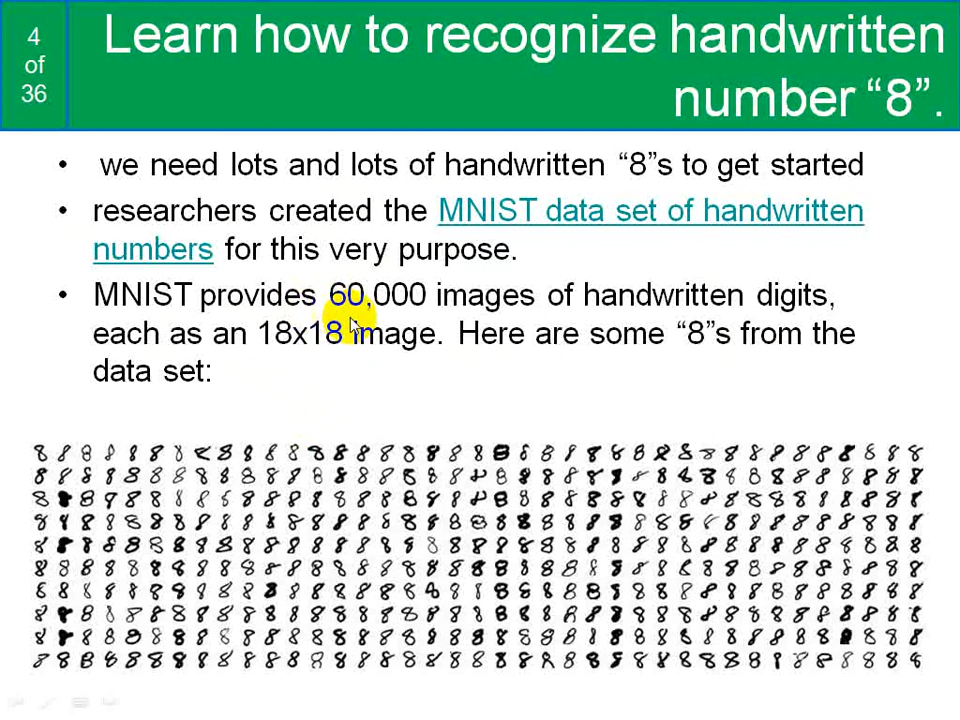 4
of
36
Learn how to recognize handwritten
number “8”.
• we need lots and lots of handwritten “8”s to get started
• researchers created the MNIST data set of handwritten
numbers for this very purpose.
• MNIST provides 60,000 images of handwritten digits,
each as an 18x18 image. Here are some “8”s from the
data set: